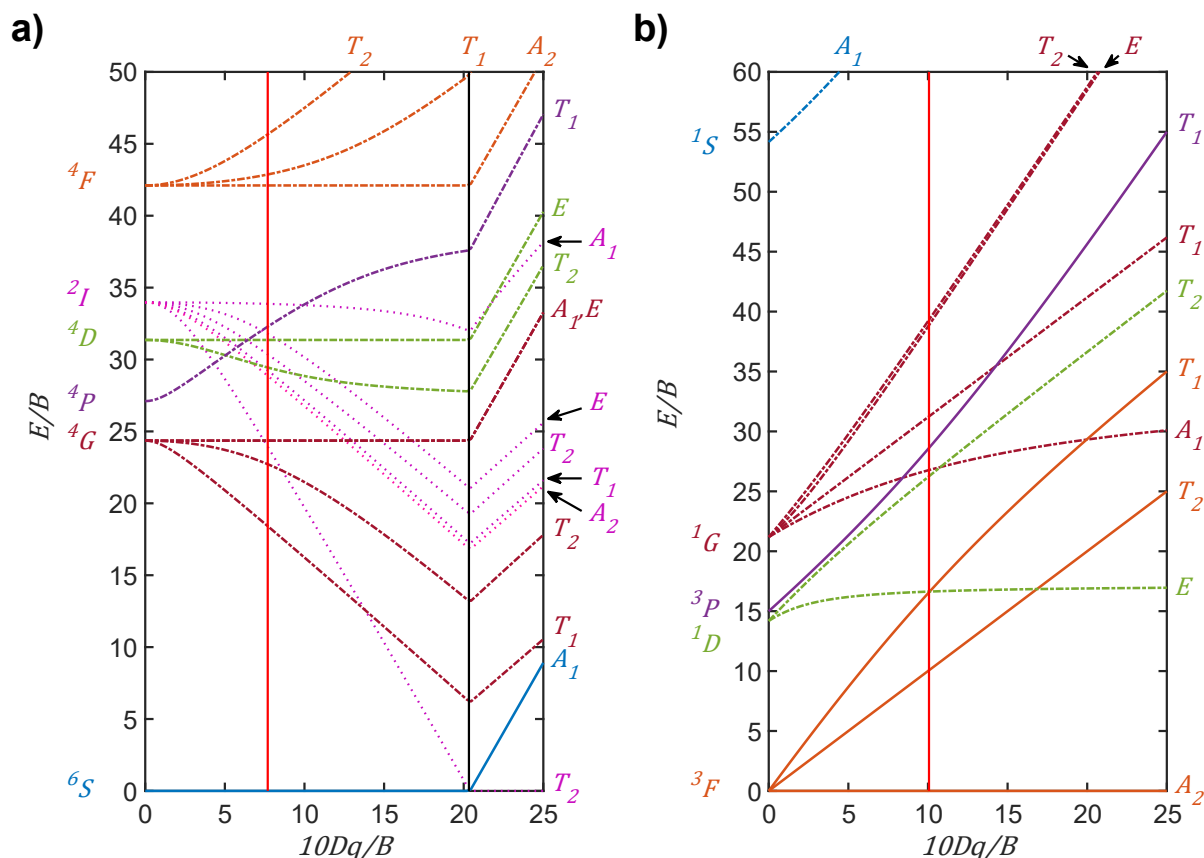 a)
T₂ T₁ A₂
50
T₁
45
⁴F
40
E
A₁
T₂
35
²I
A₁,E
⁴D
30
⁴P
E/B
25
⁴G
E
T₂
20
T₁
A₂
T₂
15
10
T₁
A₁
5
⁶S
0
T₂
0 5 10 15 20 25
10Dq/B
b)
A₁ T₂ E
60
T₁
¹S
55
50
T₁
45
T₂
40
35
T₁
E/B
30
A₁
25
T₂
¹G
20
³P
15
E
¹D
10
5
³F
0
A₂
0 5 10 15 20 25
10Dq/B